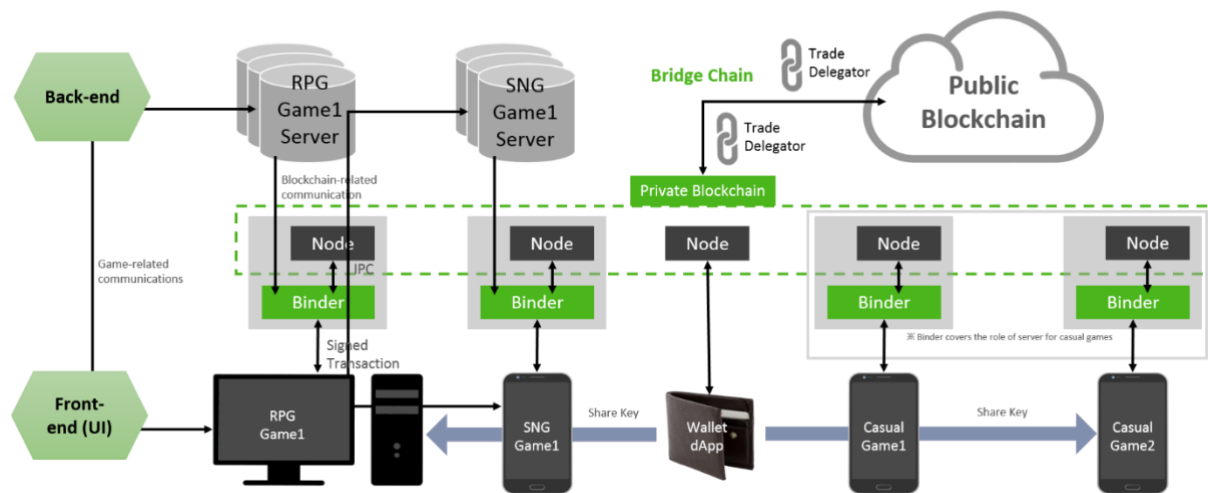 Back-end
RPG
Game1
Server
SNG
Game1
Server
Bridge Chain
Trade
Delegator
Public
Blockchain
Trade
Delegator
Blockchain-related
communication
Private Blockchain
Game-related
communications
Node
IPC
Binder
Node
Binder
Node
Node
Binder
Node
Binder
※ Binder covers the role of server for casual games
Signed
Transaction
Front-
end (UI)
RPG
Game1
SNG
Game1
Share Key
Wallet
dApp
Casual
Game1
Share Key
Casual
Game2